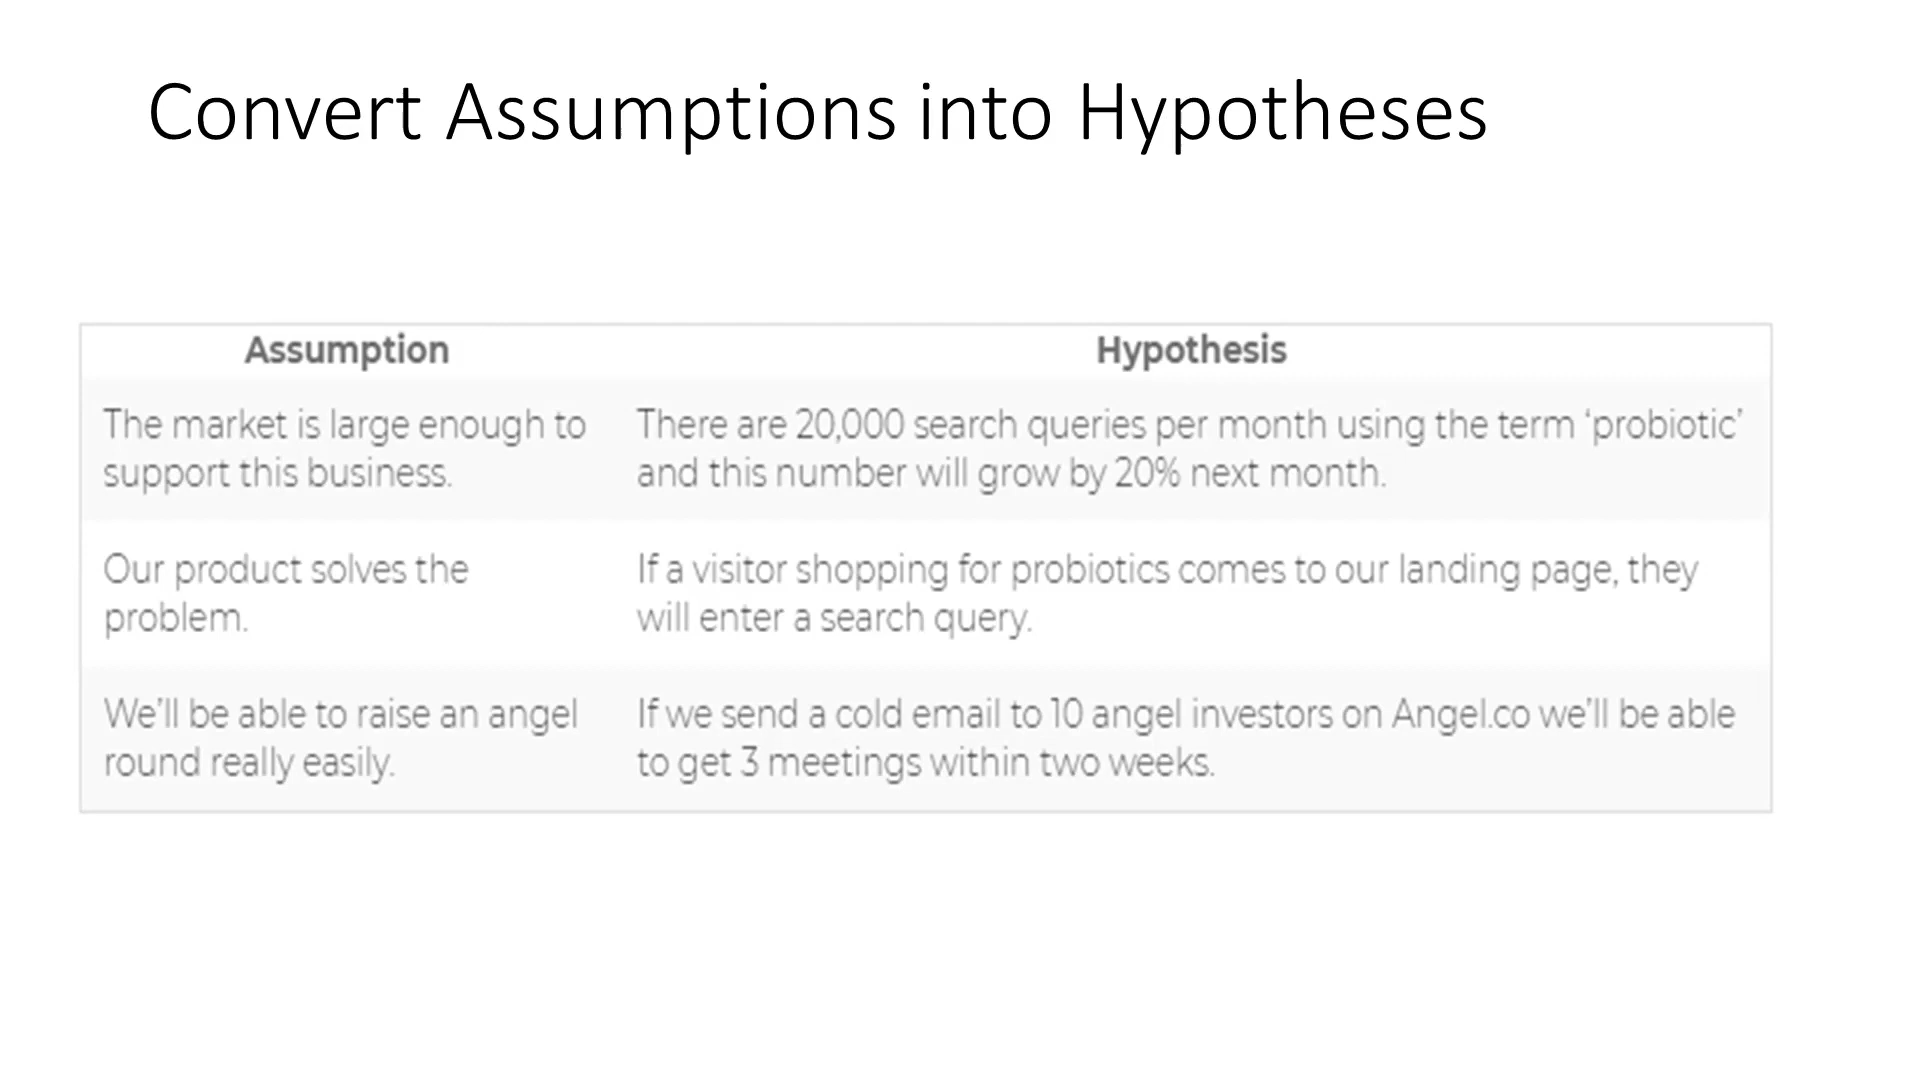 Convert Assumptions into Hypotheses
Assumption
Hypothesis
The market is large enough to
support this business.
There are 20,000 search queries per month using the term ‘probiotic’
and this number will grow by 20% next month.
Our product solves the
problem.
If a visitor shopping for probiotics comes to our landing page, they
will enter a search query.
We’ll be able to raise an angel
round really easily.
If we send a cold email to 10 angel investors on Angel.co we’ll be able
to get 3 meetings within two weeks.